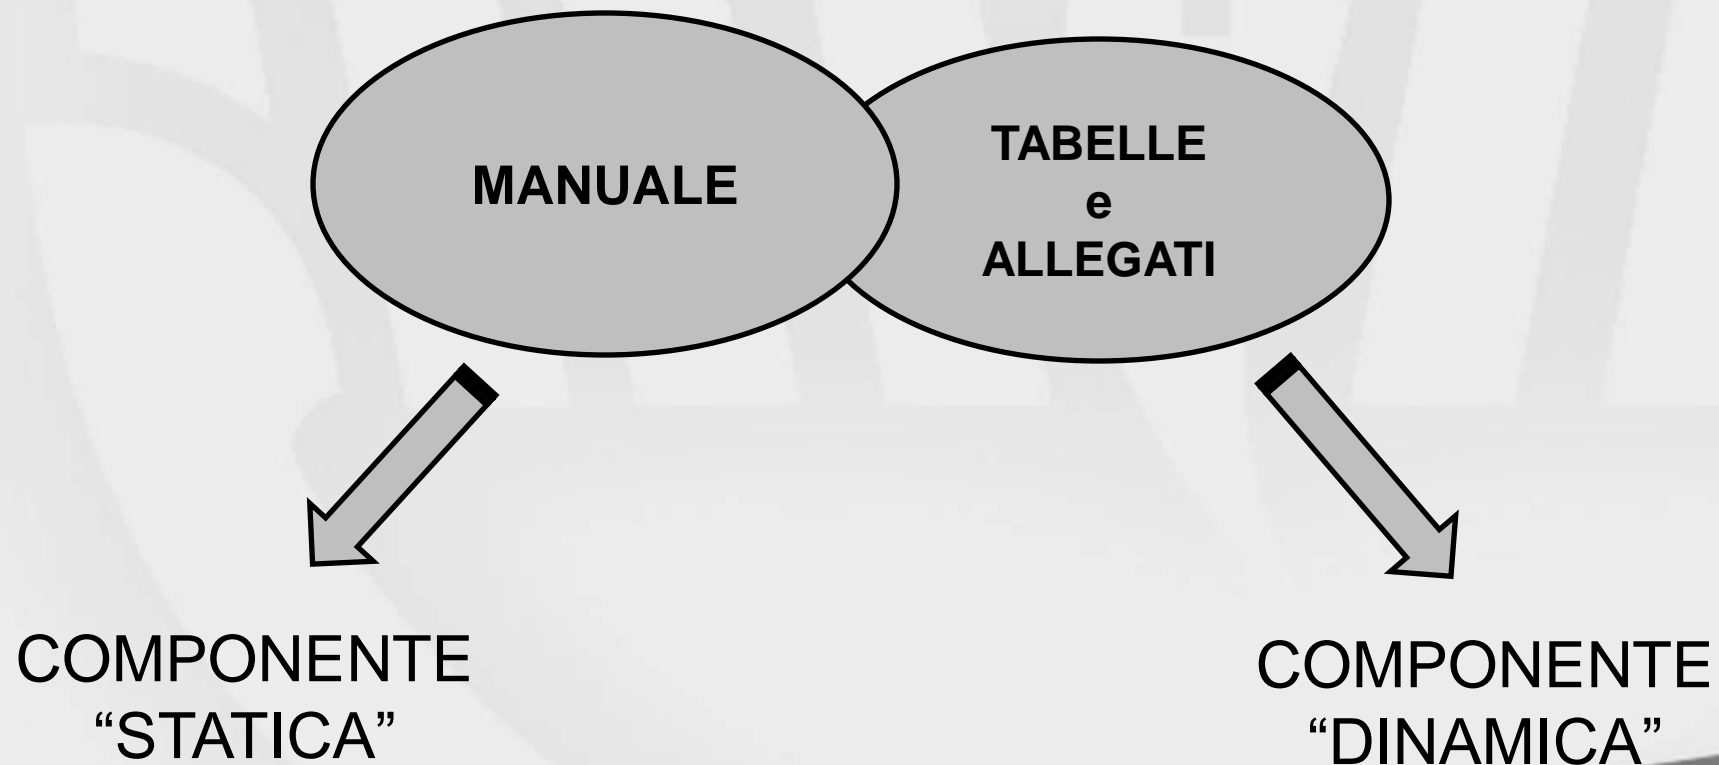 MANUALE
TABELLE
e
ALLEGATI
COMPONENTE
“STATICA”
COMPONENTE
“DINAMICA”